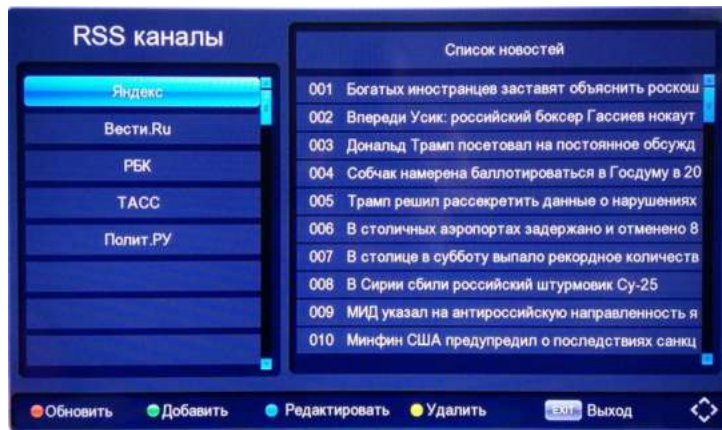 RSS каналы
Яндекс
Вести.Ru
РБК
ТАСС
Полит.РУ
Список новостей
001 Богатых иностранцев заставят объяснить роскош
002 Впереди Усик: российский боксер Гассиев нокаут
003 Дональд Трамп посетовал на постоянное обсужд
004 Собчак намерена баллотироваться в Госдуму в 20
005 Трамп решил рассекретить данные о нарушениях
006 В столичных аэропортах задержано и отменено 8
007 В столице в субботу выпало рекордное количеств
008 В Сирии сбили российский штурмовик Су-25
009 МИД указал на антироссийскую направленность я
010 Минфин США предупредил о последствиях санкц
Обновить Добавить Редактировать Удалить EXIT Выход